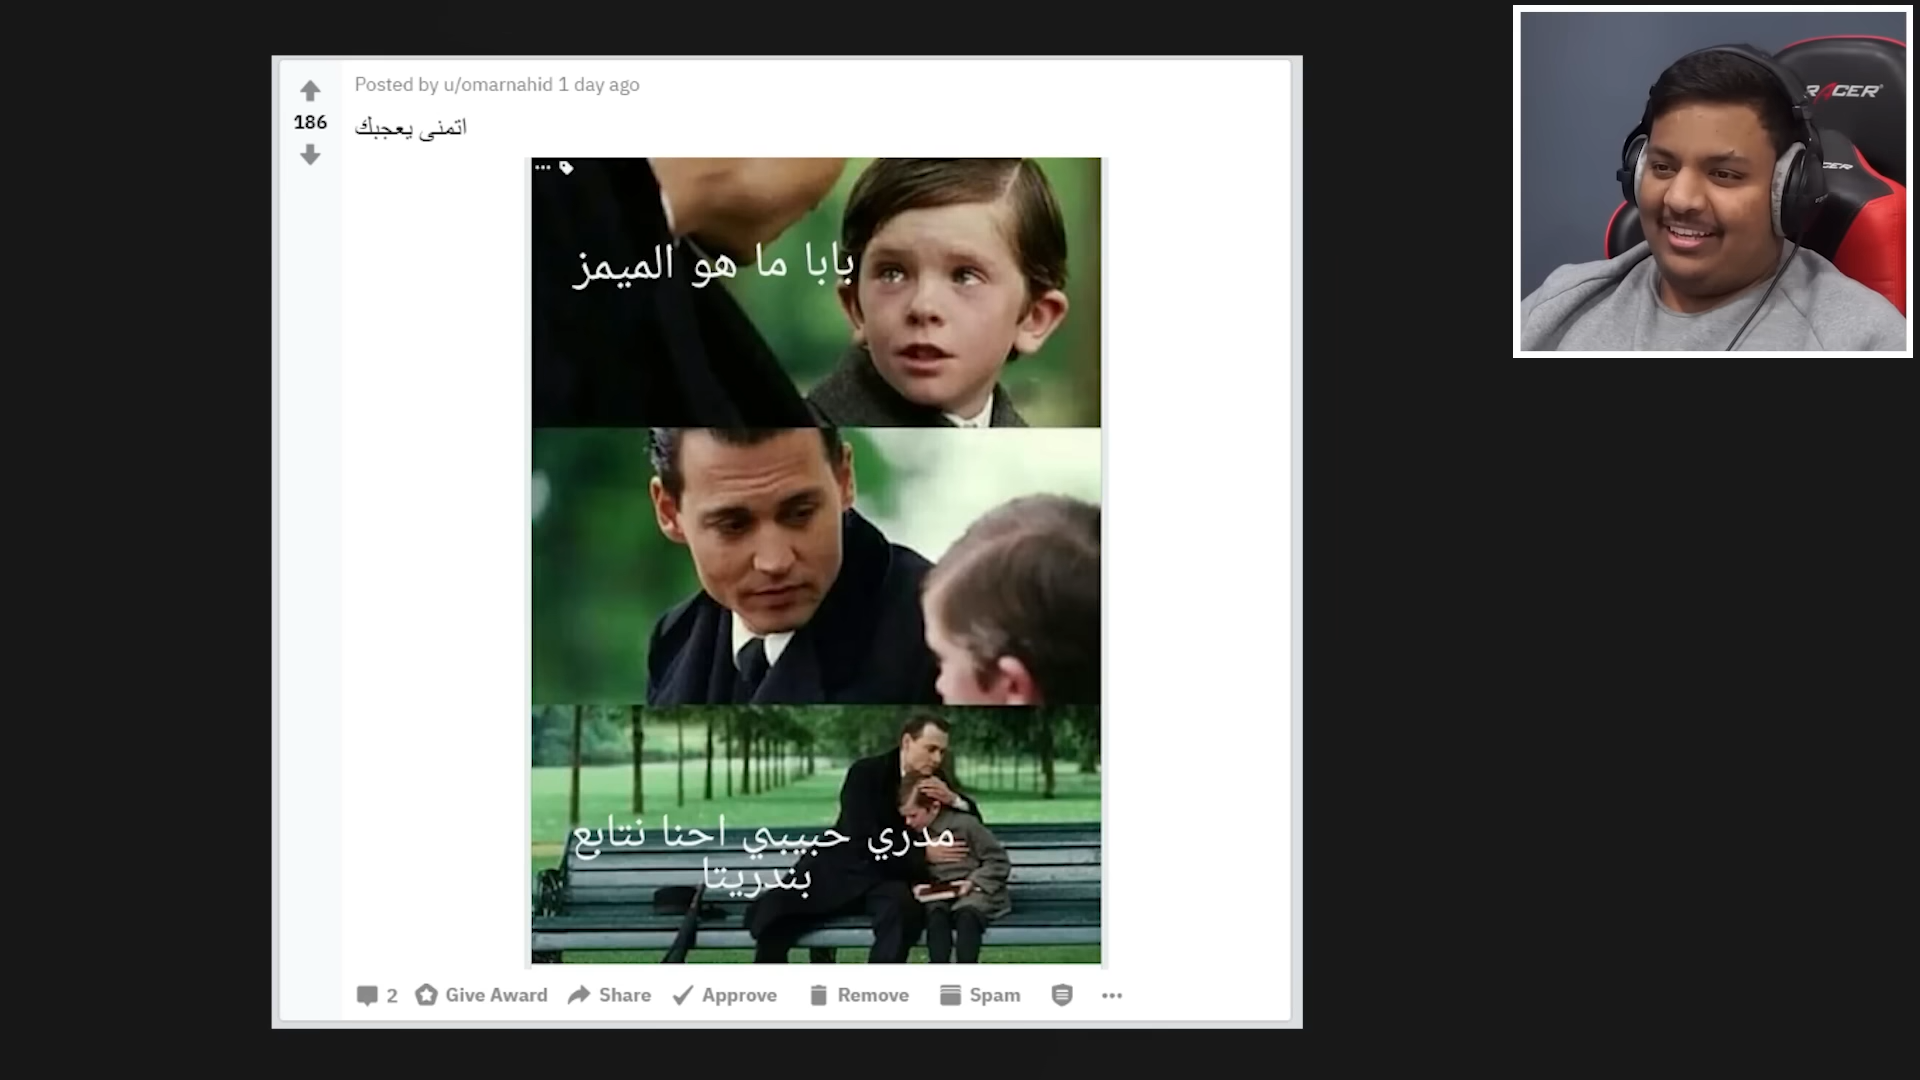 Posted by u/omarnahid 1 day ago
186
اتمنى يعجبك
بابا ما هو الميمز
مدري حبيبي احنا نتابع
بندريتا
2 Give Award Share Approve Remove Spam
RACER